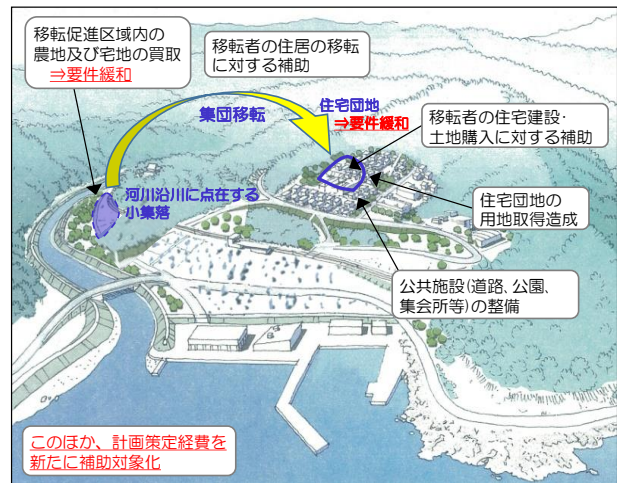 移転促進区域内の
農地及び宅地の買取
⇒要件緩和
移転者の住居の移転
に対する補助
集団移転
住宅団地
⇒要件緩和
移転者の住宅建設・
土地購入に対する補助
河川沿川に点在する
小集落
住宅団地の
用地取得造成
公共施設(道路、公園、
集会所等)の整備
このほか、計画策定経費を
新たに補助対象化